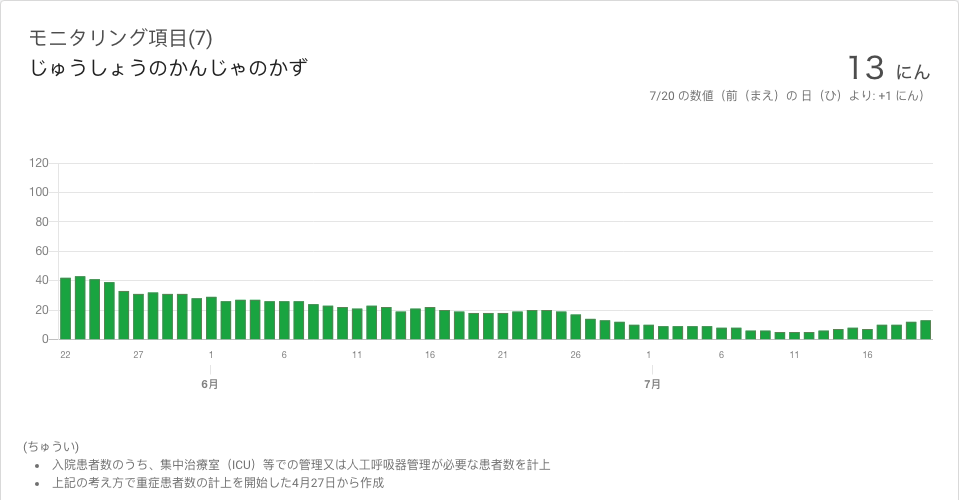 モニタリング項目(7)
じゅうしょうのかんじゃのかず
13 にん
7/20 の数値（前（まえ）の 日（ひ）より: +1 にん）
120
100
80
60
40
20
0
22 27 1 6 11 16 21 26 1 6 11 16
6月 7月
(ちゅうい)
• 入院患者数のうち、集中治療室（ICU）等での管理又は人工呼吸器管理が必要な患者数を計上
• 上記の考え方で重症患者数の計上を開始した4月27日から作成